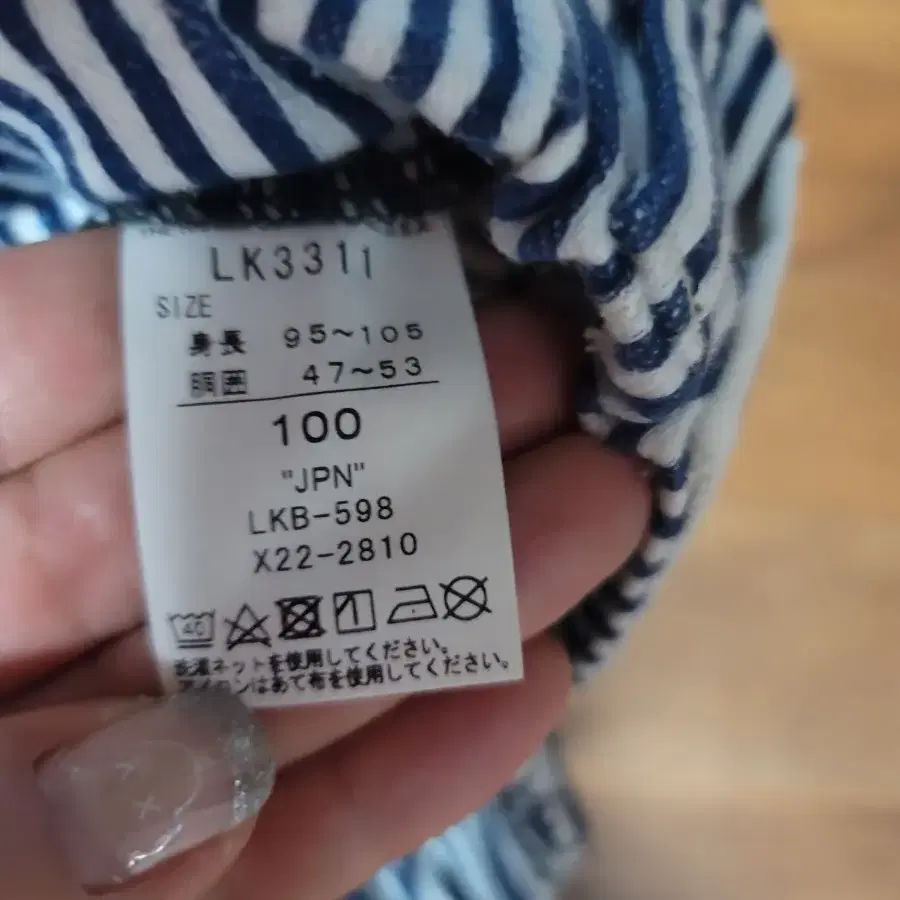 LK3311
SIZE
身長 95~105
胴囲 47~53
100
"JPN"
LKB-598
X22-2810
40
洗濯ネットを使用してください。
アイロンはあて布を使用してください。